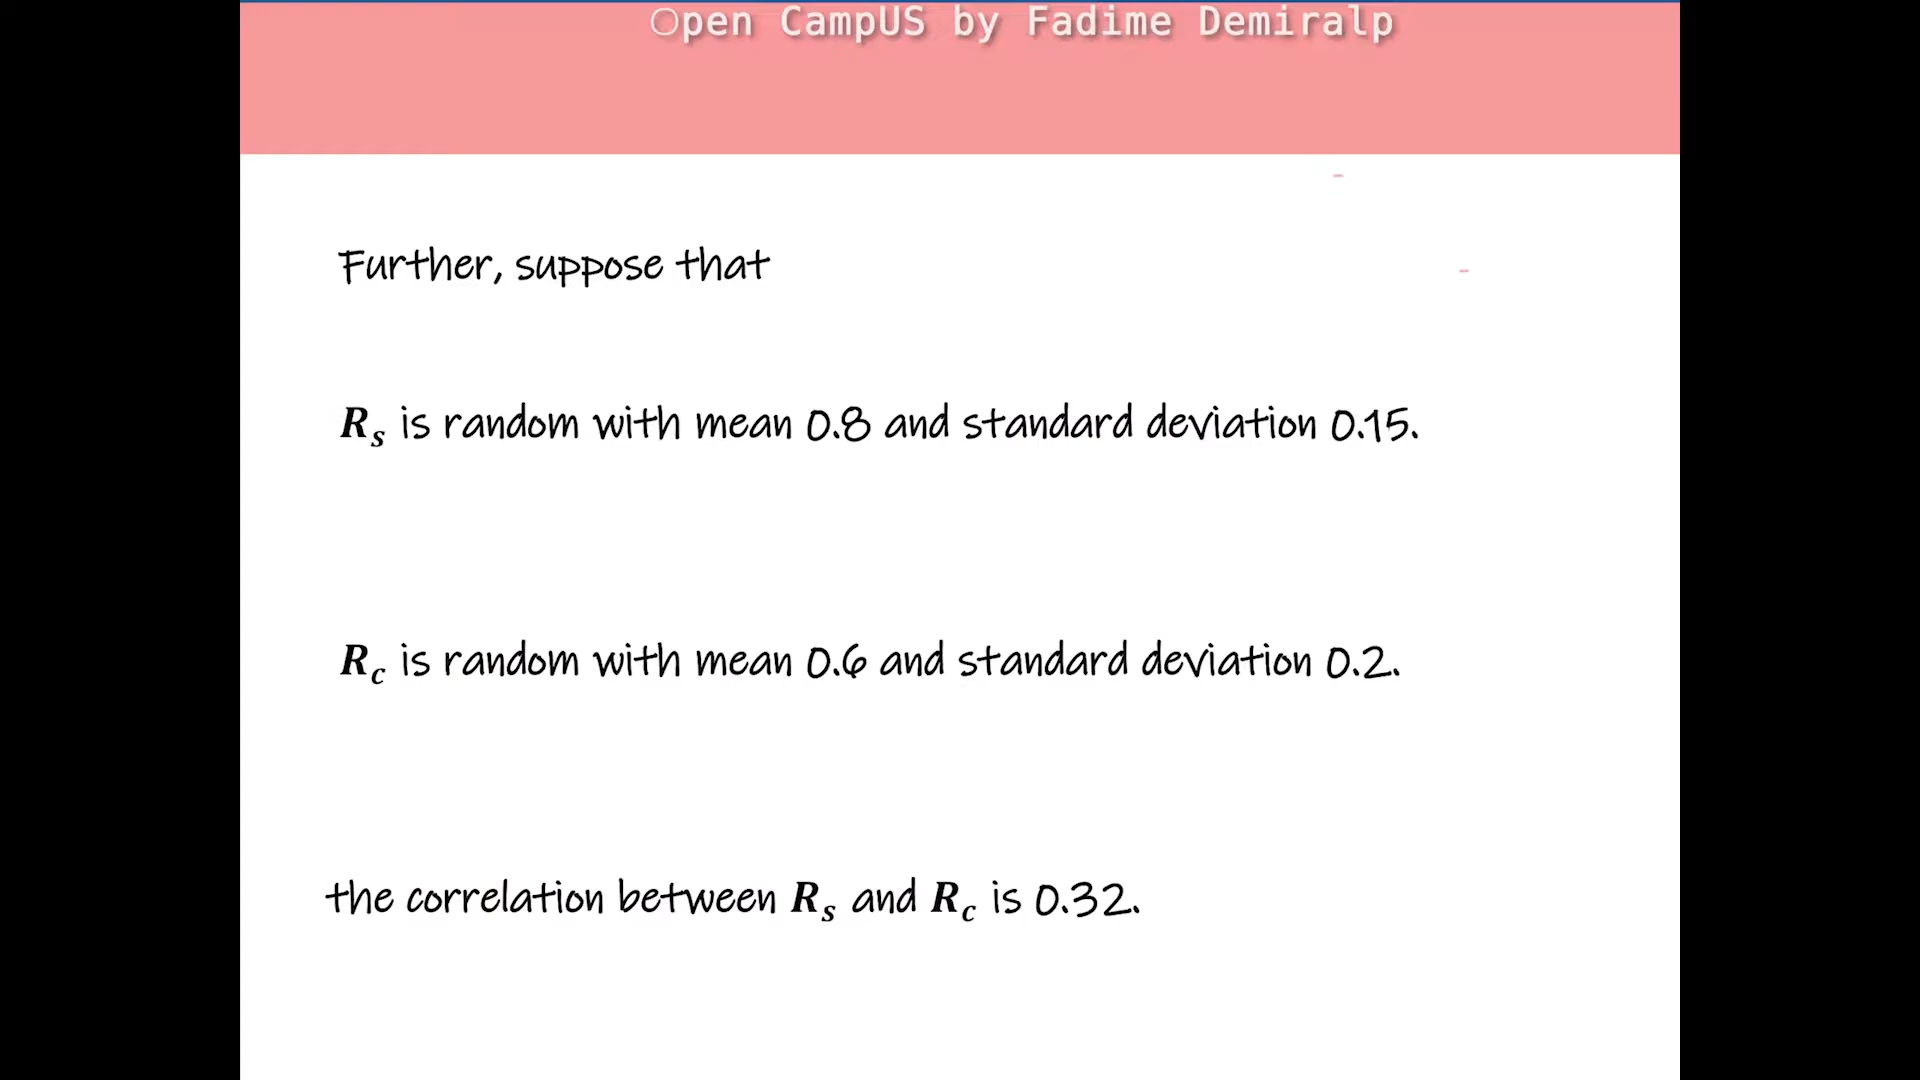 Open CampUS by Fadime Demiralp
Further, suppose that
Rs is random with mean 0.8 and standard deviation 0.15.
Rc is random with mean 0.6 and standard deviation 0.2.
the correlation between Rs and Rc is 0.32.